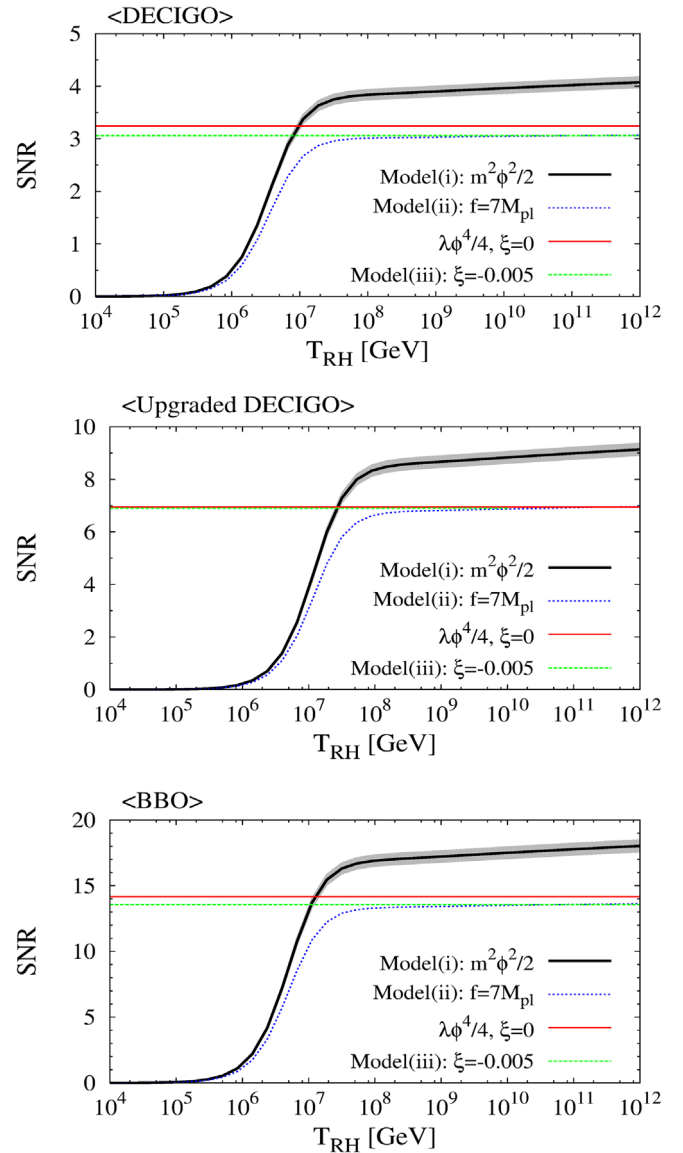 <DECIGO>
5
4
3
2
1
0
SNR
Model(i): m²φ²/2
Model(ii): f=7M_pl
λφ⁴/4, ξ=0
Model(iii): ξ=-0.005
10⁴ 10⁵ 10⁶ 10⁷ 10⁸ 10⁹ 10¹⁰ 10¹¹ 10¹²
T_RH [GeV]
<Upgraded DECIGO>
10
8
6
4
2
0
SNR
Model(i): m²φ²/2
Model(ii): f=7M_pl
λφ⁴/4, ξ=0
Model(iii): ξ=-0.005
10⁴ 10⁵ 10⁶ 10⁷ 10⁸ 10⁹ 10¹⁰ 10¹¹ 10¹²
T_RH [GeV]
<BBO>
20
15
10
5
0
SNR
Model(i): m²φ²/2
Model(ii): f=7M_pl
λφ⁴/4, ξ=0
Model(iii): ξ=-0.005
10⁴ 10⁵ 10⁶ 10⁷ 10⁸ 10⁹ 10¹⁰ 10¹¹ 10¹²
T_RH [GeV]